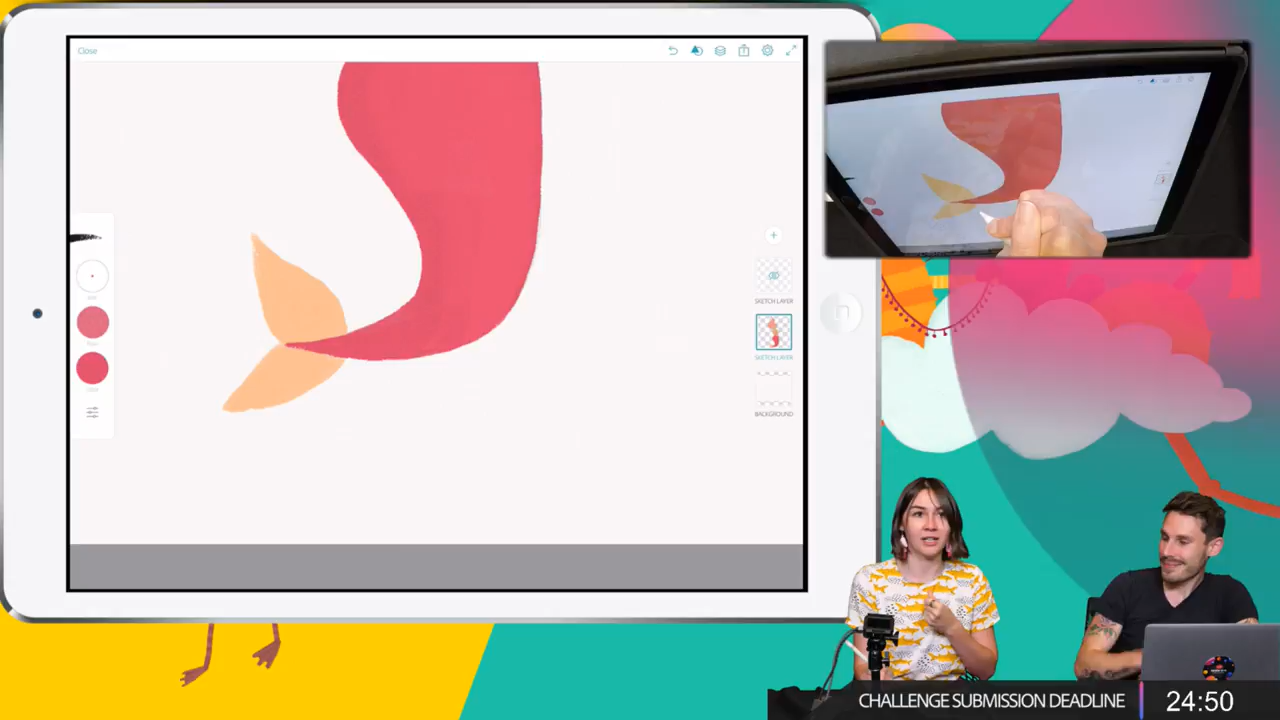 Close
SKETCH LAYER
SKETCH LAYER
BACKGROUND
CHALLENGE SUBMISSION DEADLINE
24:50